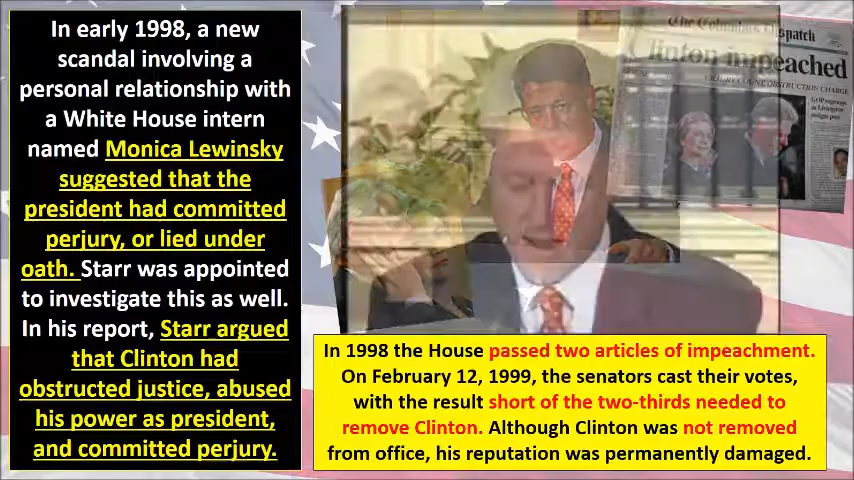 In early 1998, a new
scandal involving a
personal relationship with
a White House intern
named Monica Lewinsky
suggested that the
president had committed
perjury, or lied under
oath. Starr was appointed
to investigate this as well.
In his report, Starr argued
that Clinton had
obstructed justice, abused
his power as president,
and committed perjury.
The Columbus Dispatch
Clinton impeached
In 1998 the House passed two articles of impeachment.
On February 12, 1999, the senators cast their votes,
with the result short of the two-thirds needed to
remove Clinton. Although Clinton was not removed
from office, his reputation was permanently damaged.